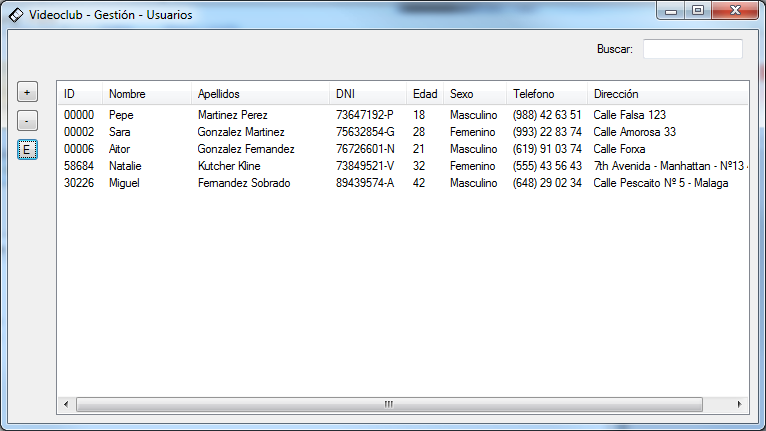 Videoclub - Gestión - Usuarios
Buscar:
+
-
E
ID Nombre Apellidos DNI Edad Sexo Telefono Dirección
00000 Pepe Martinez Perez 73647192-P 18 Masculino (988) 42 63 51 Calle Falsa 123
00002 Sara Gonzalez Martinez 75632854-G 28 Femenino (993) 22 83 74 Calle Amorosa 33
00006 Aitor Gonzalez Fernandez 76726601-N 21 Masculino (619) 91 03 74 Calle Forxa
58684 Natalie Kutcher Kline 73849521-V 32 Femenino (555) 43 56 43 7th Avenida - Manhattan - Nº13
30226 Miguel Fernandez Sobrado 89439574-A 42 Masculino (648) 29 02 34 Calle Pescaito Nº 5 - Malaga